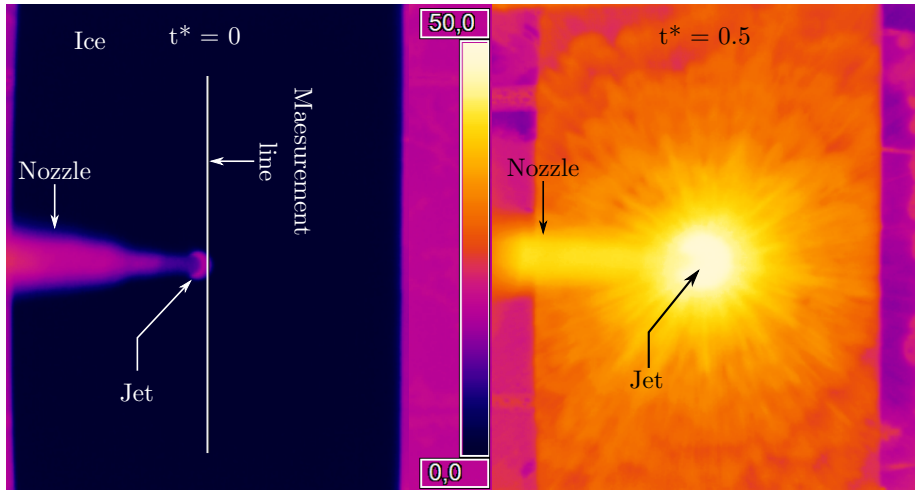 Ice
t* = 0
Maesurement
line
Nozzle
Jet
50,0
0,0
t* = 0.5
Nozzle
Jet